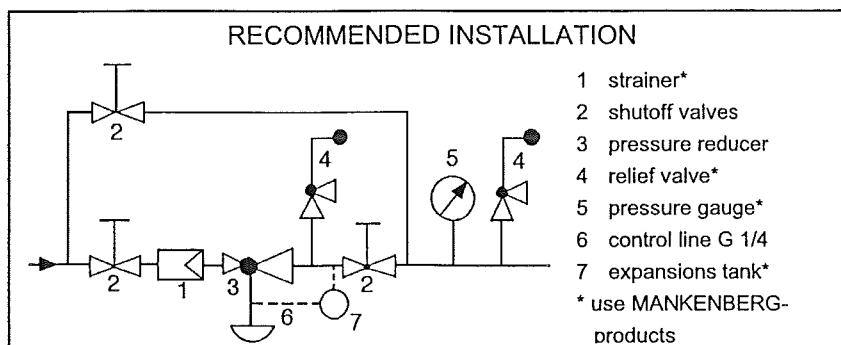 RECOMMENDED INSTALLATION
1 strainer*
2 shutoff valves
3 pressure reducer
4 relief valve*
5 pressure gauge*
6 control line G 1/4
7 expansions tank*
* use MANKENBERG-
products
2
4
5
4
2
1
3
6
7
2